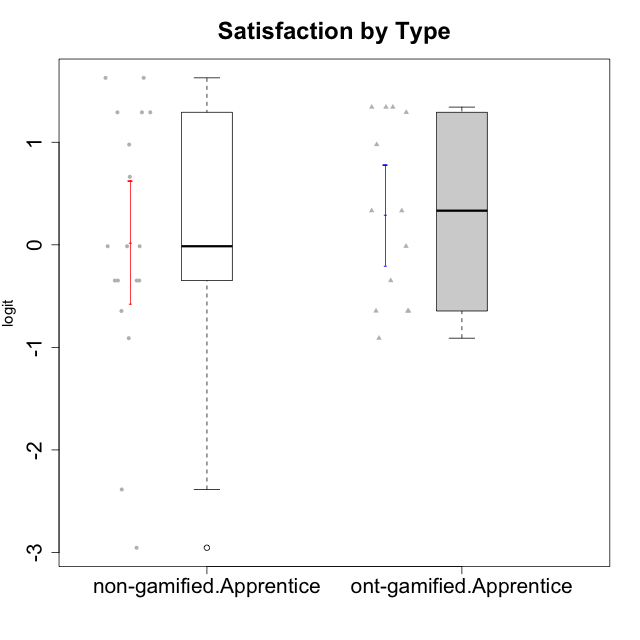 Satisfaction by Type
logit
1
0
-1
-2
-3
non-gamified.Apprentice
ont-gamified.Apprentice